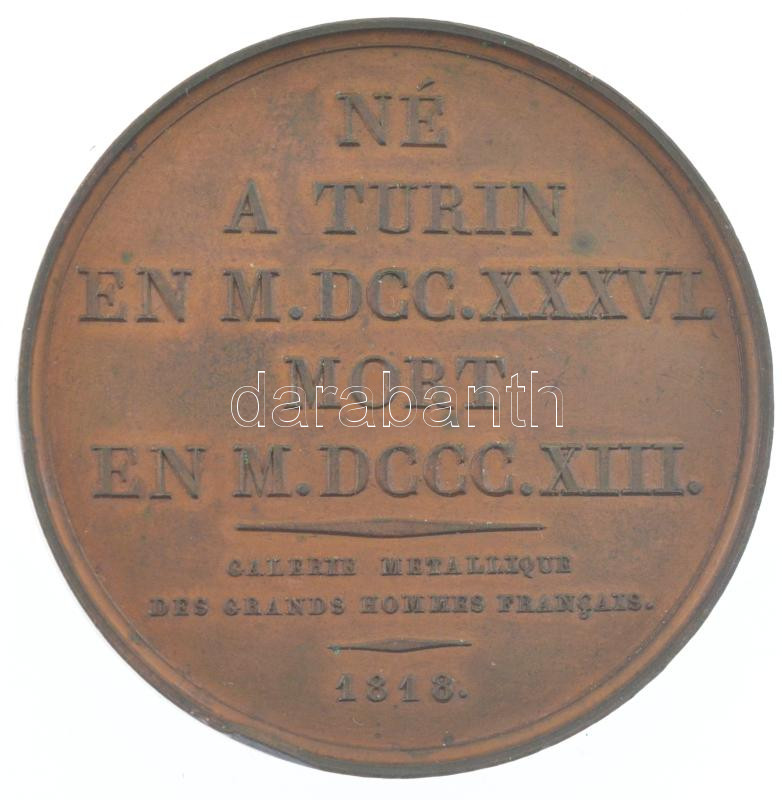 NÉ
A TURIN
EN M.DCC.XXXVI.
MORT
darabanth
EN M.DCCC.XIII.
GALERIE METALLIQUE
DES GRANDS HOMMES FRANÇAIS.
1818.